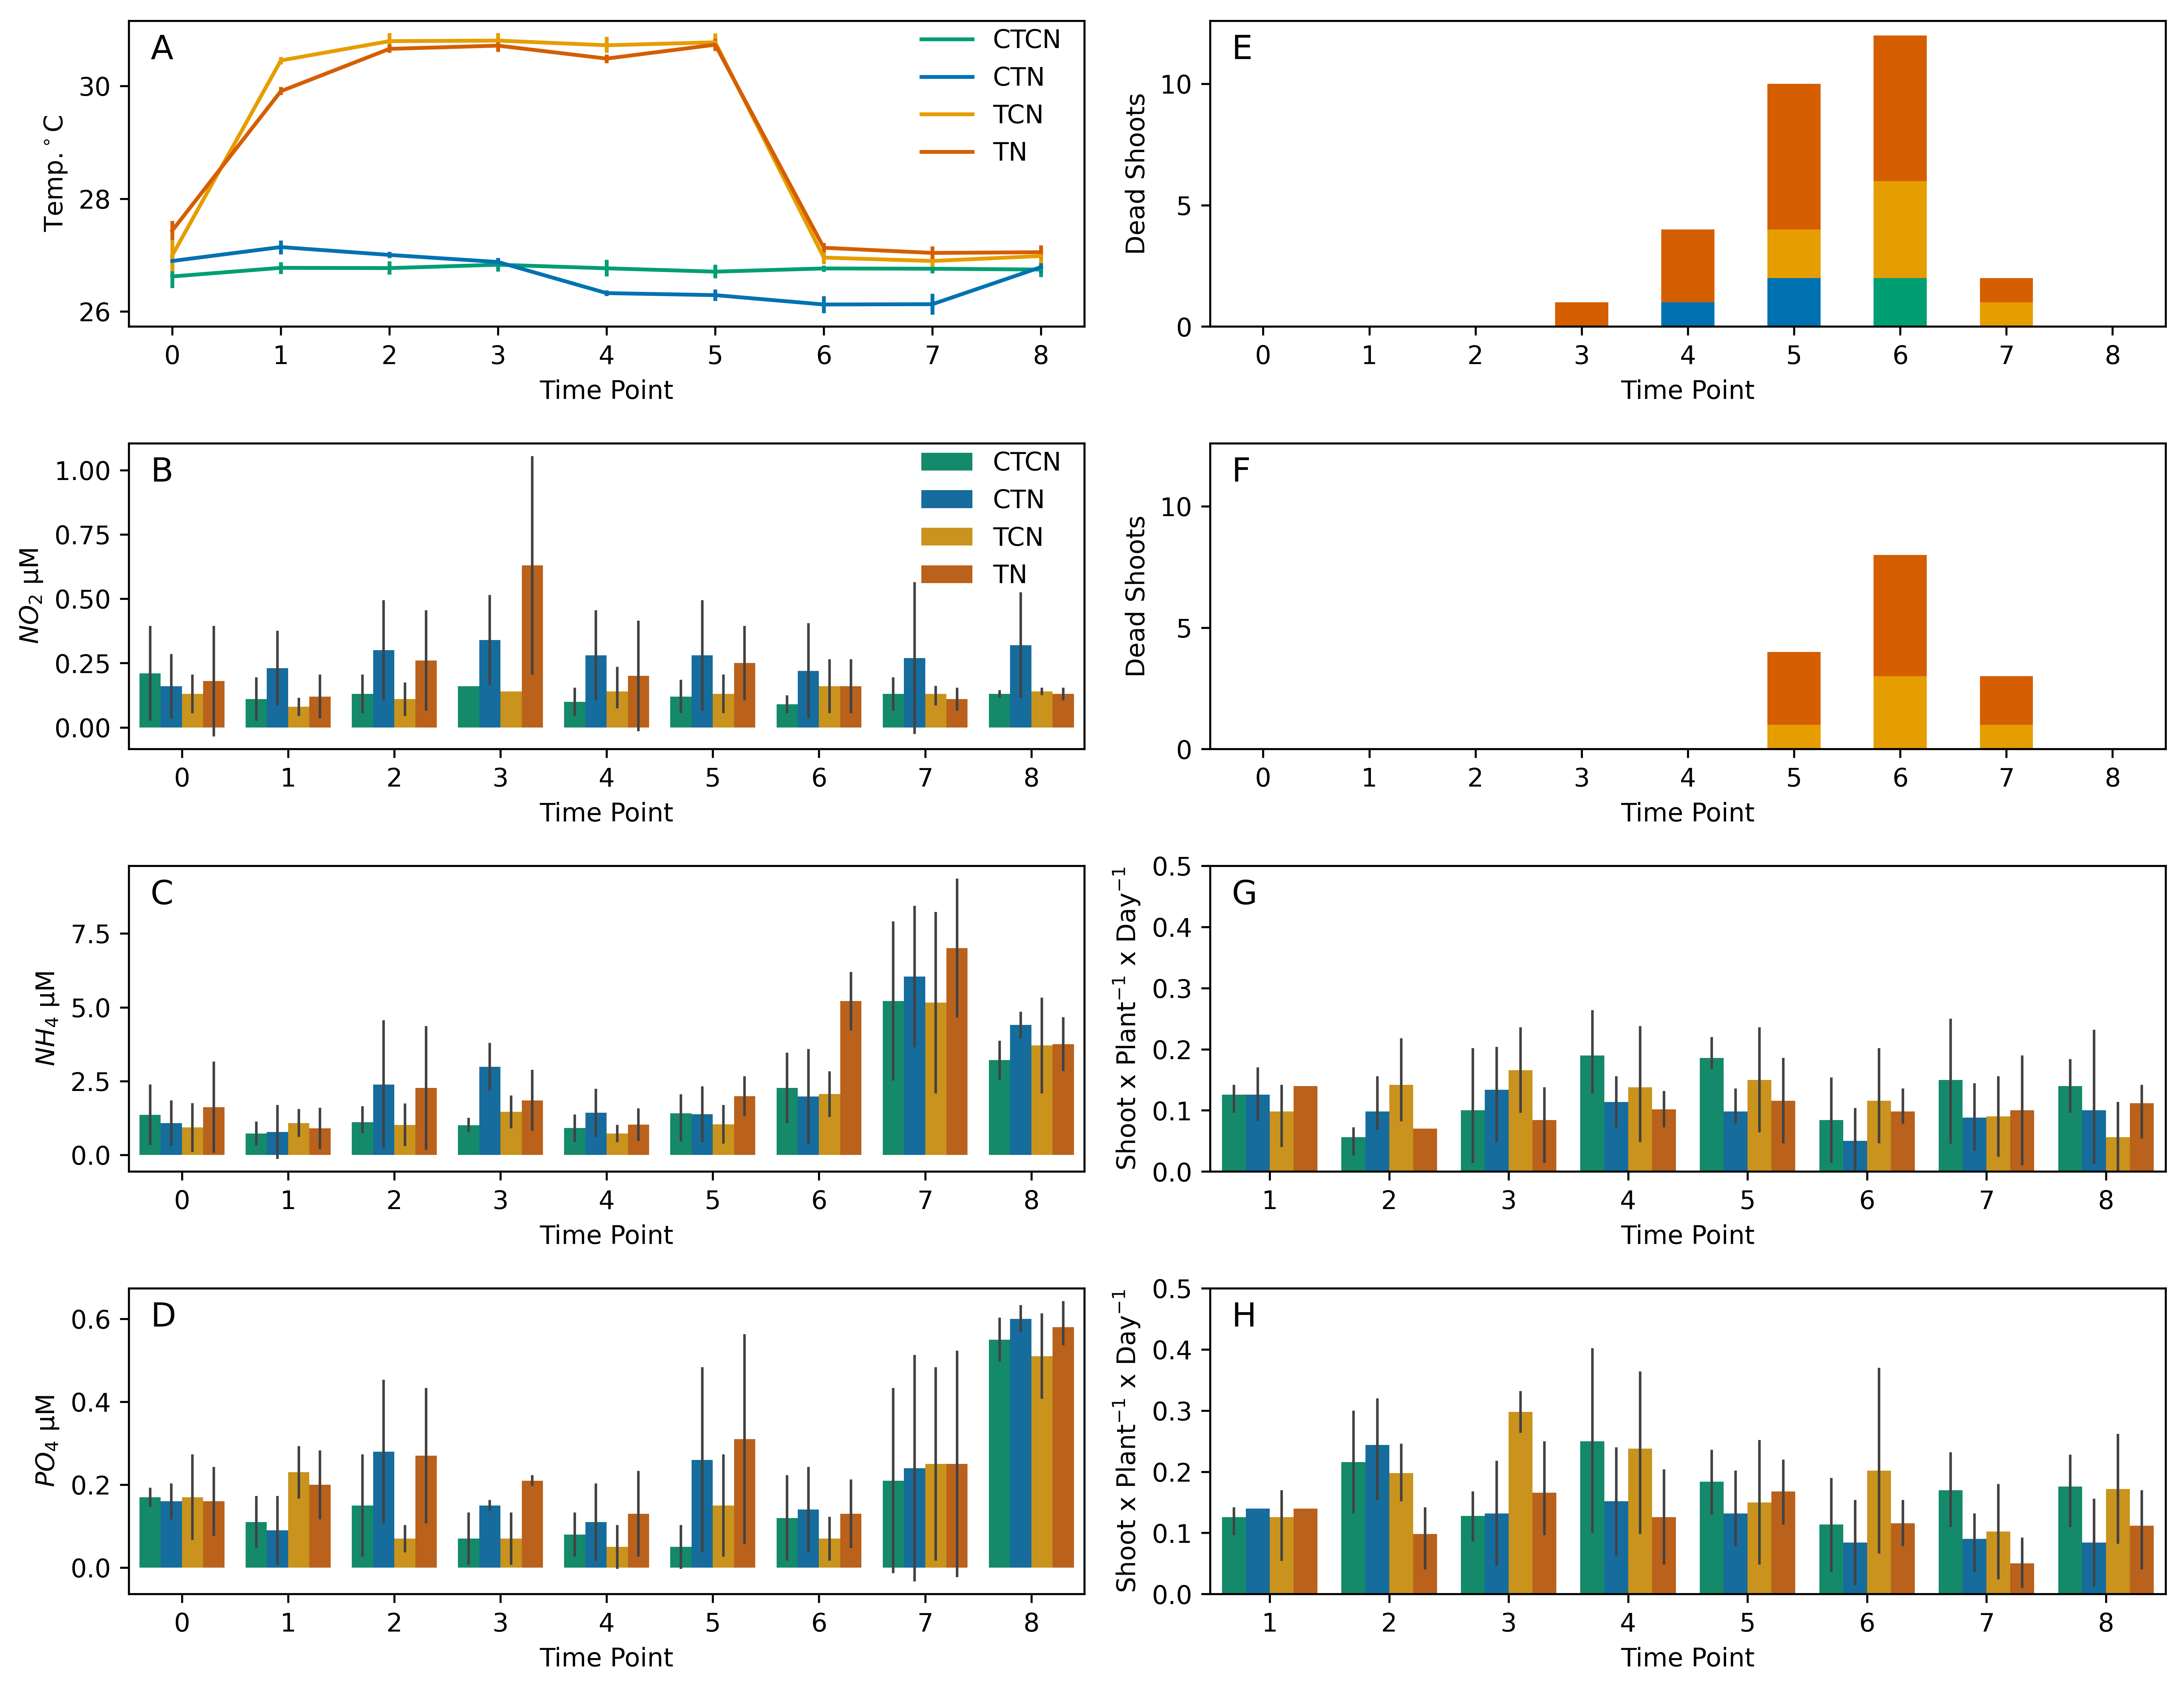 A
Temp. °C
30
28
26
CTCN
CTN
TCN
TN
0 1 2 3 4 5 6 7 8
Time Point
E
Dead Shoots
10
5
0
0 1 2 3 4 5 6 7 8
Time Point
B
NO₂ µM
1.00
0.75
0.50
0.25
0.00
CTCN
CTN
TCN
TN
0 1 2 3 4 5 6 7 8
Time Point
F
Dead Shoots
10
5
0
0 1 2 3 4 5 6 7 8
Time Point
C
NH₄ µM
7.5
5.0
2.5
0.0
0 1 2 3 4 5 6 7 8
Time Point
G
Shoot x Plant⁻¹ x Day⁻¹
0.5
0.4
0.3
0.2
0.1
0.0
1 2 3 4 5 6 7 8
Time Point
D
PO₄ µM
0.6
0.4
0.2
0.0
0 1 2 3 4 5 6 7 8
Time Point
H
Shoot x Plant⁻¹ x Day⁻¹
0.5
0.4
0.3
0.2
0.1
0.0
1 2 3 4 5 6 7 8
Time Point